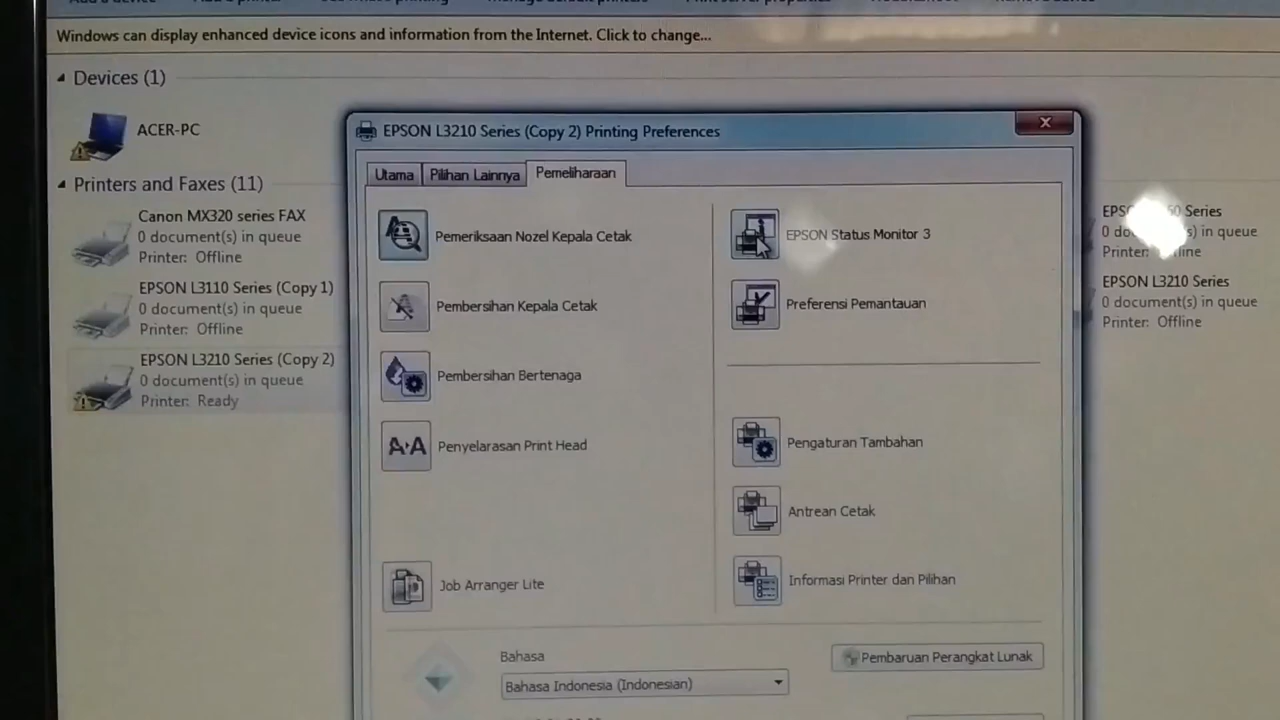 Windows can display enhanced device icons and information from the Internet. Click to change...
Devices (1)
ACER-PC
Printers and Faxes (11)
Canon MX320 series FAX
0 document(s) in queue
Printer: Offline
EPSON L3110 Series (Copy 1)
0 document(s) in queue
Printer: Offline
EPSON L3210 Series (Copy 2)
0 document(s) in queue
Printer: Ready
EPSON L3210 Series (Copy 2) Printing Preferences
Utama
Pilihan Lainnya
Pemeliharaan
Pemeriksaan Nozel Kepala Cetak
Pembersihan Kepala Cetak
Pembersihan Bertenaga
A·A Penyelarasan Print Head
Job Arranger Lite
EPSON Status Monitor 3
Preferensi Pemantauan
Pengaturan Tambahan
Antrean Cetak
Informasi Printer dan Pilihan
Bahasa
Bahasa Indonesia (Indonesian)
Pembaruan Perangkat Lunak
Series
in queue
EPSON L3210 Series
0 document(s) in queue
Printer: Offline